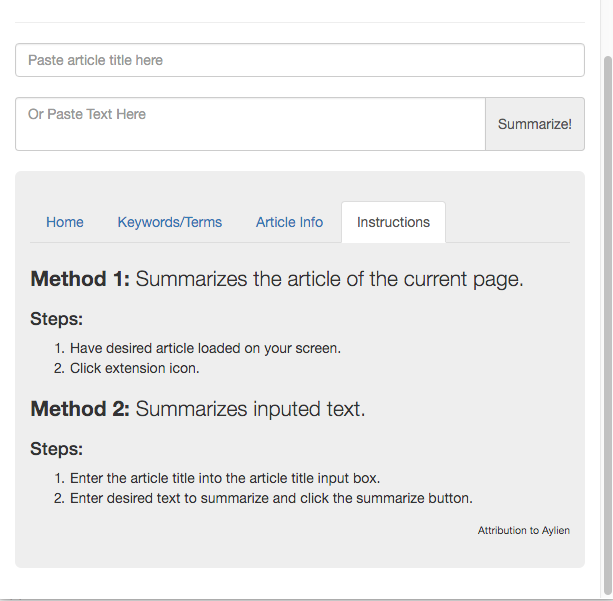 Paste article title here
Or Paste Text Here
Summarize!
Home Keywords/Terms Article Info Instructions
Method 1: Summarizes the article of the current page.
Steps:
1. Have desired article loaded on your screen.
2. Click extension icon.
Method 2: Summarizes inputed text.
Steps:
1. Enter the article title into the article title input box.
2. Enter desired text to summarize and click the summarize button.
Attribution to Aylien